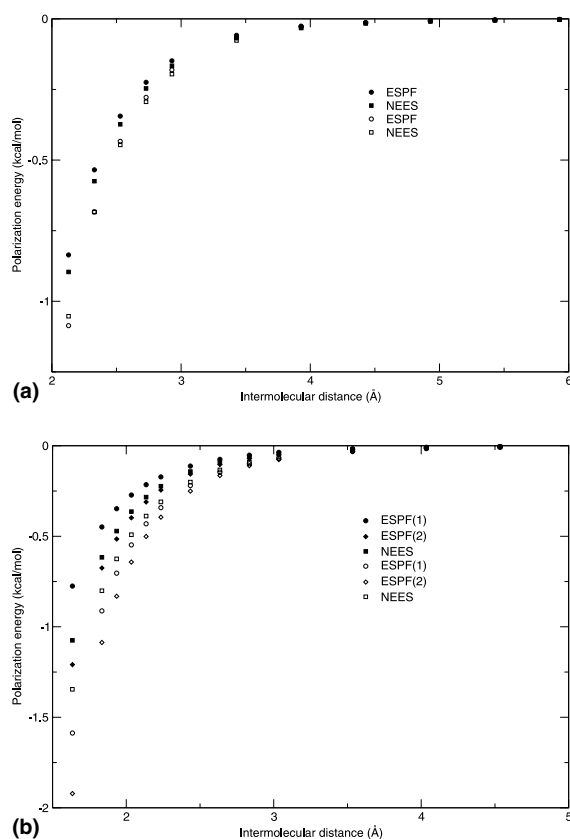 0
-0.5
-1
Polarization energy (kcal/mol)
ESPF
NEES
ESPF
NEES
2 3 4 5 6
Intermolecular distance (Å)
(a)
0
-0.5
-1
-1.5
-2
Polarization energy (kcal/mol)
ESPF(1)
ESPF(2)
NEES
ESPF(1)
ESPF(2)
NEES
2 3 4 5
Intermolecular distance (Å)
(b)